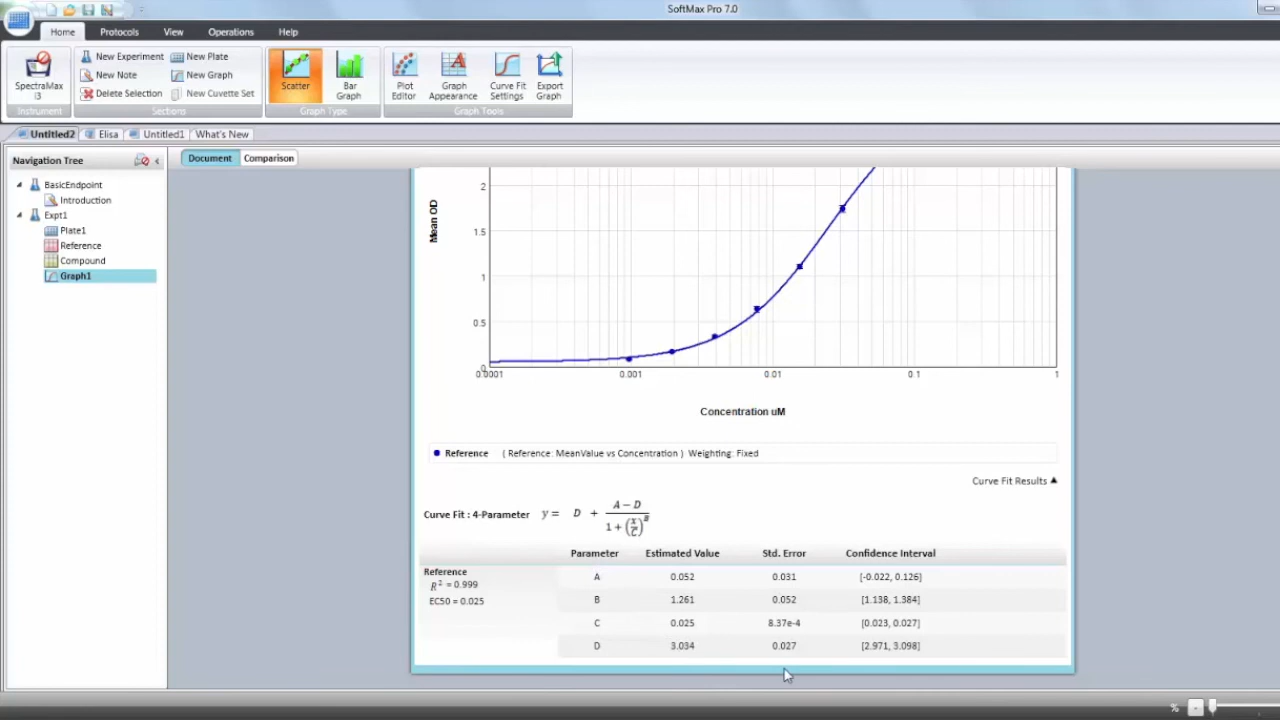 SoftMax Pro 7.0
Home Protocols View Operations Help
New Experiment New Plate
SpectraMax i3
New Note New Graph
Delete Selection New Cuvette Set
Scatter
Bar Graph
Plot Editor
Graph Appearance
Curve Fit Settings
Export Graph
Instrument Sections Graph Type Graph Tools
Untitled2 Elisa Untitled1 What's New
Navigation Tree
Document Comparison
BasicEndpoint
Introduction
Expt1
Plate1
Reference
Compound
Graph1
Mean OD
2
1.5
1
0.5
0
0.0001 0.001 0.01 0.1 1
Concentration uM
Reference ( Reference: MeanValue vs Concentration ) Weighting: Fixed
Curve Fit Results ▲
Curve Fit : 4-Parameter y = D + (A − D) / (1 + (x/C)^B)
Parameter Estimated Value Std. Error Confidence Interval
Reference
R² = 0.999
EC50 = 0.025
A 0.052 0.031 [-0.022, 0.126]
B 1.261 0.052 [1.138, 1.384]
C 0.025 8.37e-4 [0.023, 0.027]
D 3.034 0.027 [2.971, 3.098]
%